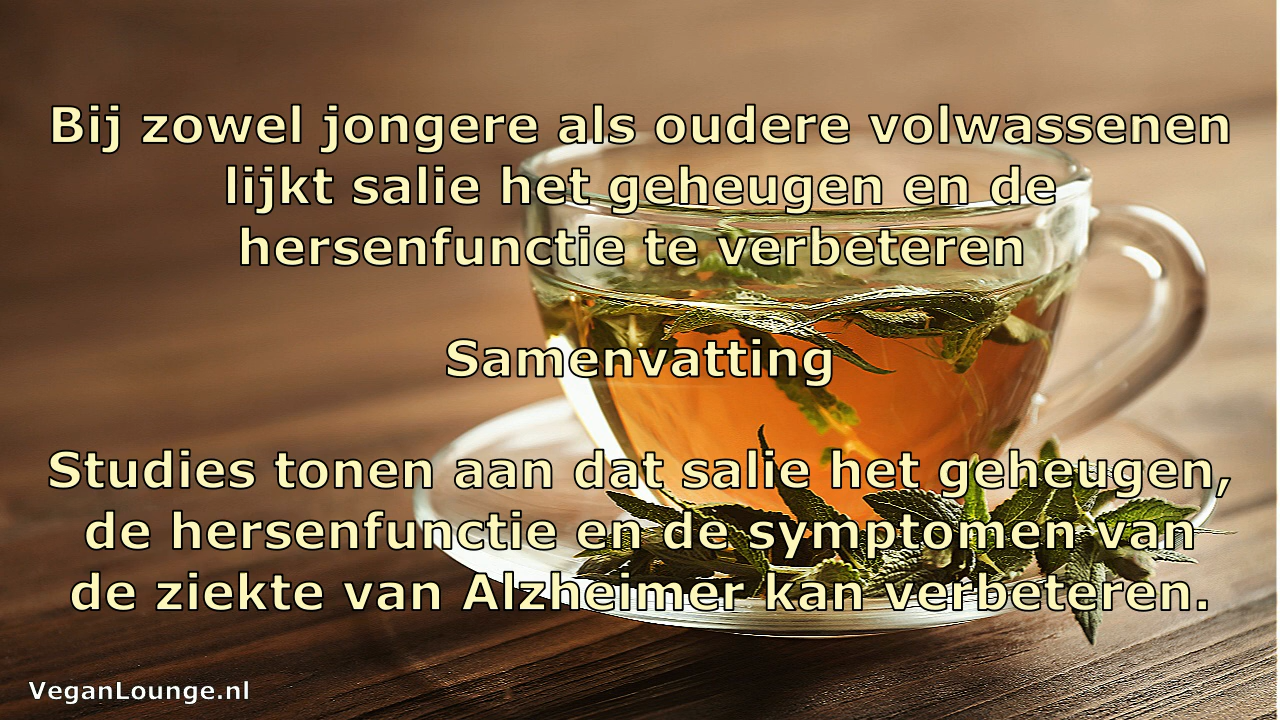 Bij zowel jongere als oudere volwassenen
lijkt salie het geheugen en de
hersenfunctie te verbeteren
Samenvatting
Studies tonen aan dat salie het geheugen,
de hersenfunctie en de symptomen van
de ziekte van Alzheimer kan verbeteren.
VeganLounge.nl